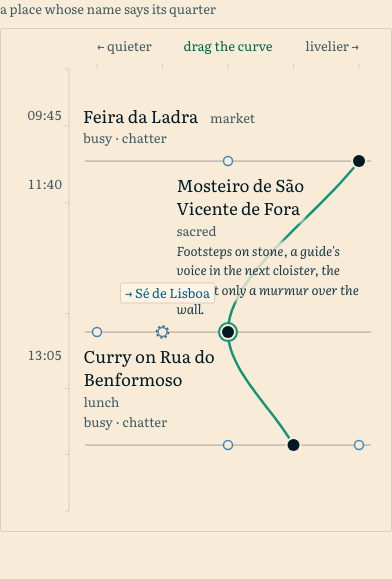 a place whose name says its quarter
← quieter drag the curve livelier →
09:45 Feira da Ladra market
busy · chatter
11:40 Mosteiro de São
Vicente de Fora
sacred
Footsteps on stone, a guide's
voice in the next cloister, the
t only a murmur over the
→ Sé de Lisboa
wall.
13:05 Curry on Rua do
Benformoso
lunch
busy · chatter